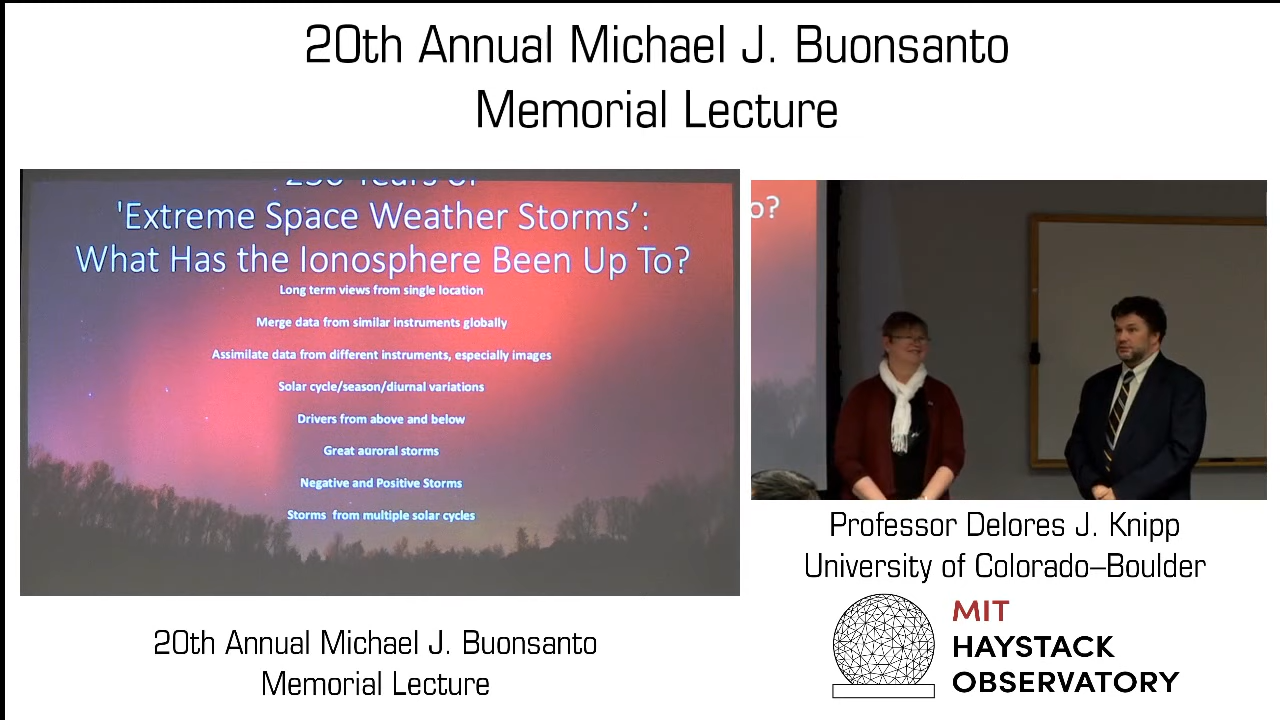 20th Annual Michael J. Buonsanto
Memorial Lecture
'Extreme Space Weather Storms’:
What Has the Ionosphere Been Up To?
Long term views from single location
Merge data from similar instruments globally
Assimilate data from different instruments, especially images
Solar cycle/season/diurnal variations
Drivers from above and below
Great auroral storms
Negative and Positive Storms
Storms from multiple solar cycles
o?
Professor Delores J. Knipp
University of Colorado–Boulder
MIT
HAYSTACK
OBSERVATORY
20th Annual Michael J. Buonsanto
Memorial Lecture